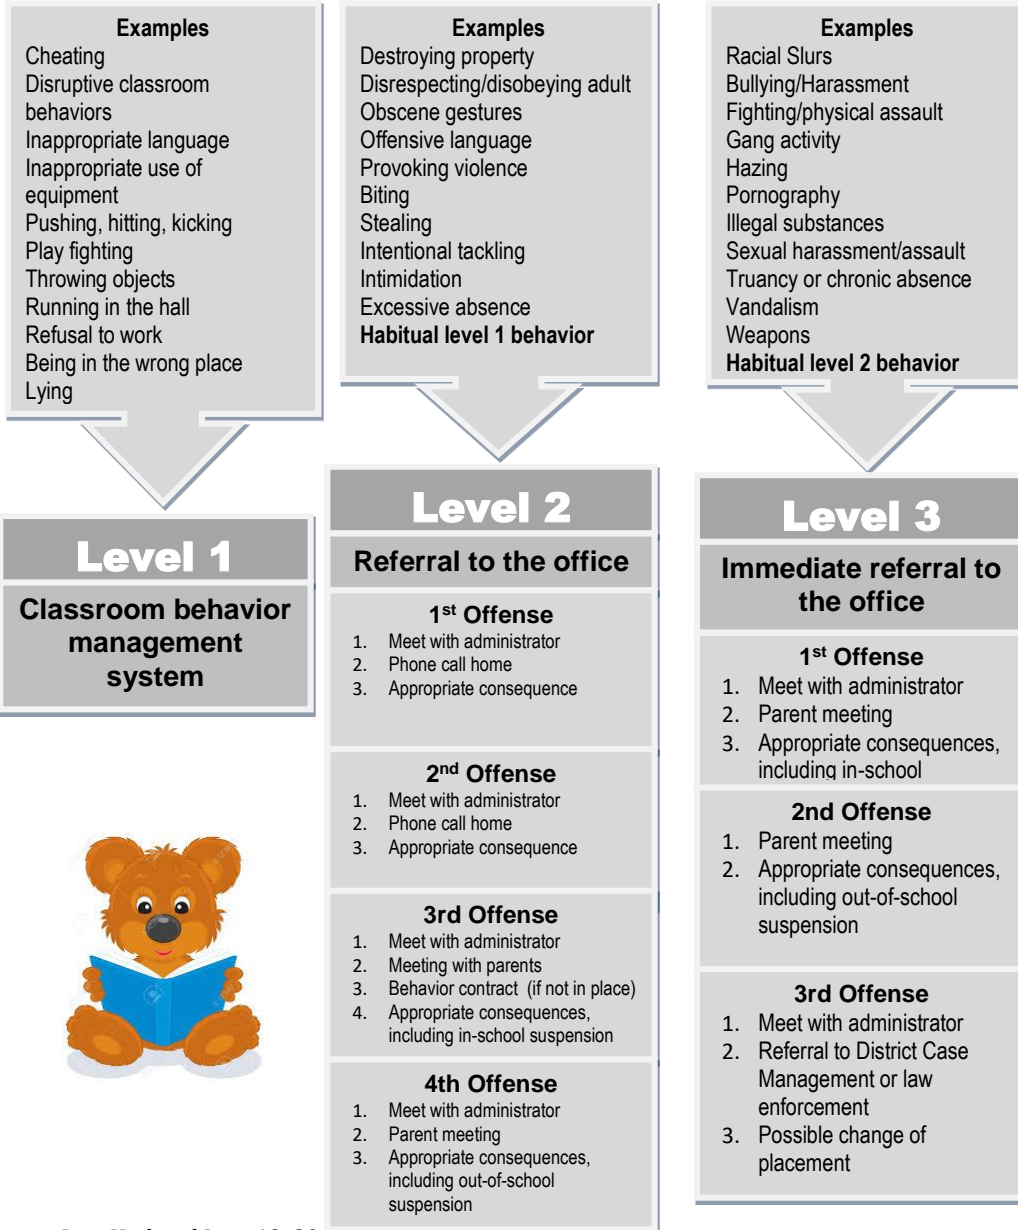 Examples
Cheating
Disruptive classroom
behaviors
Inappropriate language
Inappropriate use of
equipment
Pushing, hitting, kicking
Play fighting
Throwing objects
Running in the hall
Refusal to work
Being in the wrong place
Lying
Level 1
Classroom behavior
management
system
Examples
Destroying property
Disrespecting/disobeying adult
Obscene gestures
Offensive language
Provoking violence
Biting
Stealing
Intentional tackling
Intimidation
Excessive absence
Habitual level 1 behavior
Level 2
Referral to the office
1st Offense
1. Meet with administrator
2. Phone call home
3. Appropriate consequence
2nd Offense
1. Meet with administrator
2. Phone call home
3. Appropriate consequence
3rd Offense
1. Meet with administrator
2. Meeting with parents
3. Behavior contract (if not in place)
4. Appropriate consequences,
including in-school suspension
4th Offense
1. Meet with administrator
2. Parent meeting
3. Appropriate consequences,
including out-of-school
suspension
Examples
Racial Slurs
Bullying/Harassment
Fighting/physical assault
Gang activity
Hazing
Pornography
Illegal substances
Sexual harassment/assault
Truancy or chronic absence
Vandalism
Weapons
Habitual level 2 behavior
Level 3
Immediate referral to
the office
1st Offense
1. Meet with administrator
2. Parent meeting
3. Appropriate consequences,
including in-school
2nd Offense
1. Parent meeting
2. Appropriate consequences,
including out-of-school
suspension
3rd Offense
1. Meet with administrator
2. Referral to District Case
Management or law
enforcement
3. Possible change of
placement